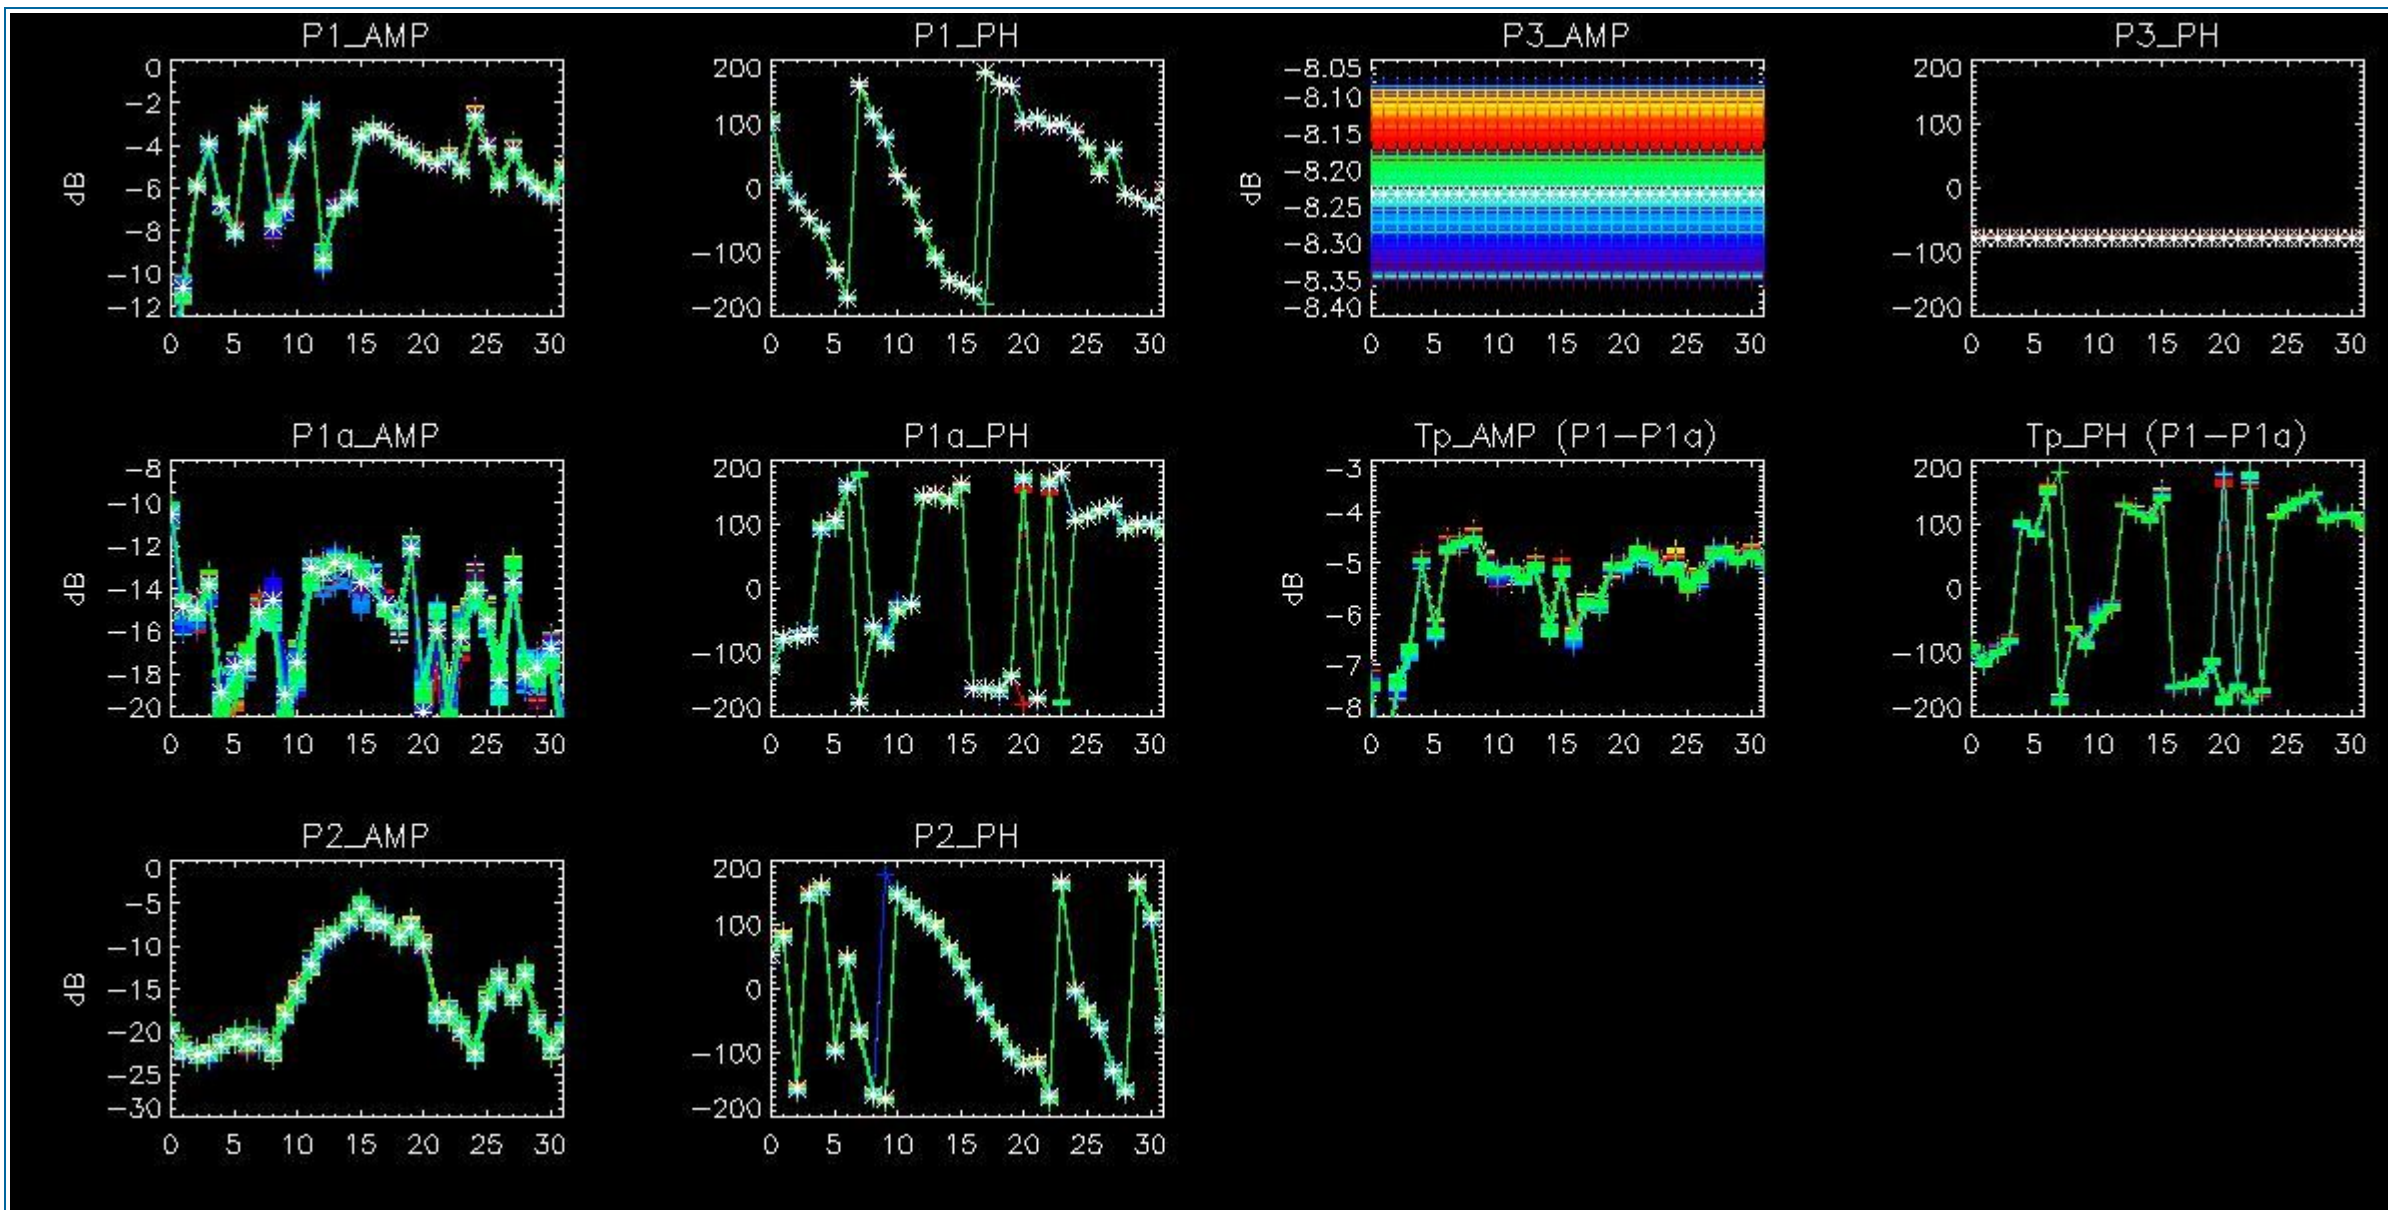 P1_AMP
0
−2
−4
−6
−8
−10
−12
dB
0 5 10 15 20 25 30
P1_PH
200
100
0
−100
−200
0 5 10 15 20 25 30
P3_AMP
−8.05
−8.10
−8.15
−8.20
−8.25
−8.30
−8.35
−8.40
dB
0 5 10 15 20 25 30
P3_PH
200
100
0
−100
−200
0 5 10 15 20 25 30
P1a_AMP
−8
−10
−12
−14
−16
−18
−20
dB
0 5 10 15 20 25 30
P1a_PH
200
100
0
−100
−200
0 5 10 15 20 25 30
Tp_AMP (P1−P1a)
−3
−4
−5
−6
−7
−8
dB
0 5 10 15 20 25 30
Tp_PH (P1−P1a)
200
100
0
−100
−200
0 5 10 15 20 25 30
P2_AMP
0
−5
−10
−15
−20
−25
−30
dB
0 5 10 15 20 25 30
P2_PH
200
100
0
−100
−200
0 5 10 15 20 25 30